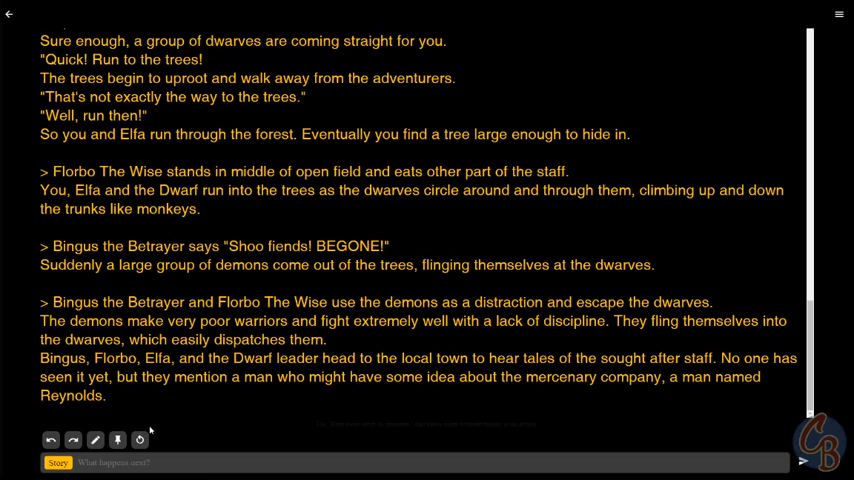 Sure enough, a group of dwarves are coming straight for you.
"Quick! Run to the trees!
The trees begin to uproot and walk away from the adventurers.
"That's not exactly the way to the trees."
"Well, run then!"
So you and Elfa run through the forest. Eventually you find a tree large enough to hide in.
> Florbo The Wise stands in middle of open field and eats other part of the staff.
You, Elfa and the Dwarf run into the trees as the dwarves circle around and through them, climbing up and down
the trunks like monkeys.
> Bingus the Betrayer says "Shoo fiends! BEGONE!"
Suddenly a large group of demons come out of the trees, flinging themselves at the dwarves.
> Bingus the Betrayer and Florbo The Wise use the demons as a distraction and escape the dwarves.
The demons make very poor warriors and fight extremely well with a lack of discipline. They fling themselves into
the dwarves, which easily dispatches them.
Bingus, Florbo, Elfa, and the Dwarf leader head to the local town to hear tales of the sought after staff. No one has
seen it yet, but they mention a man who might have some idea about the mercenary company, a man named
Reynolds.
Story What happens next?
CB